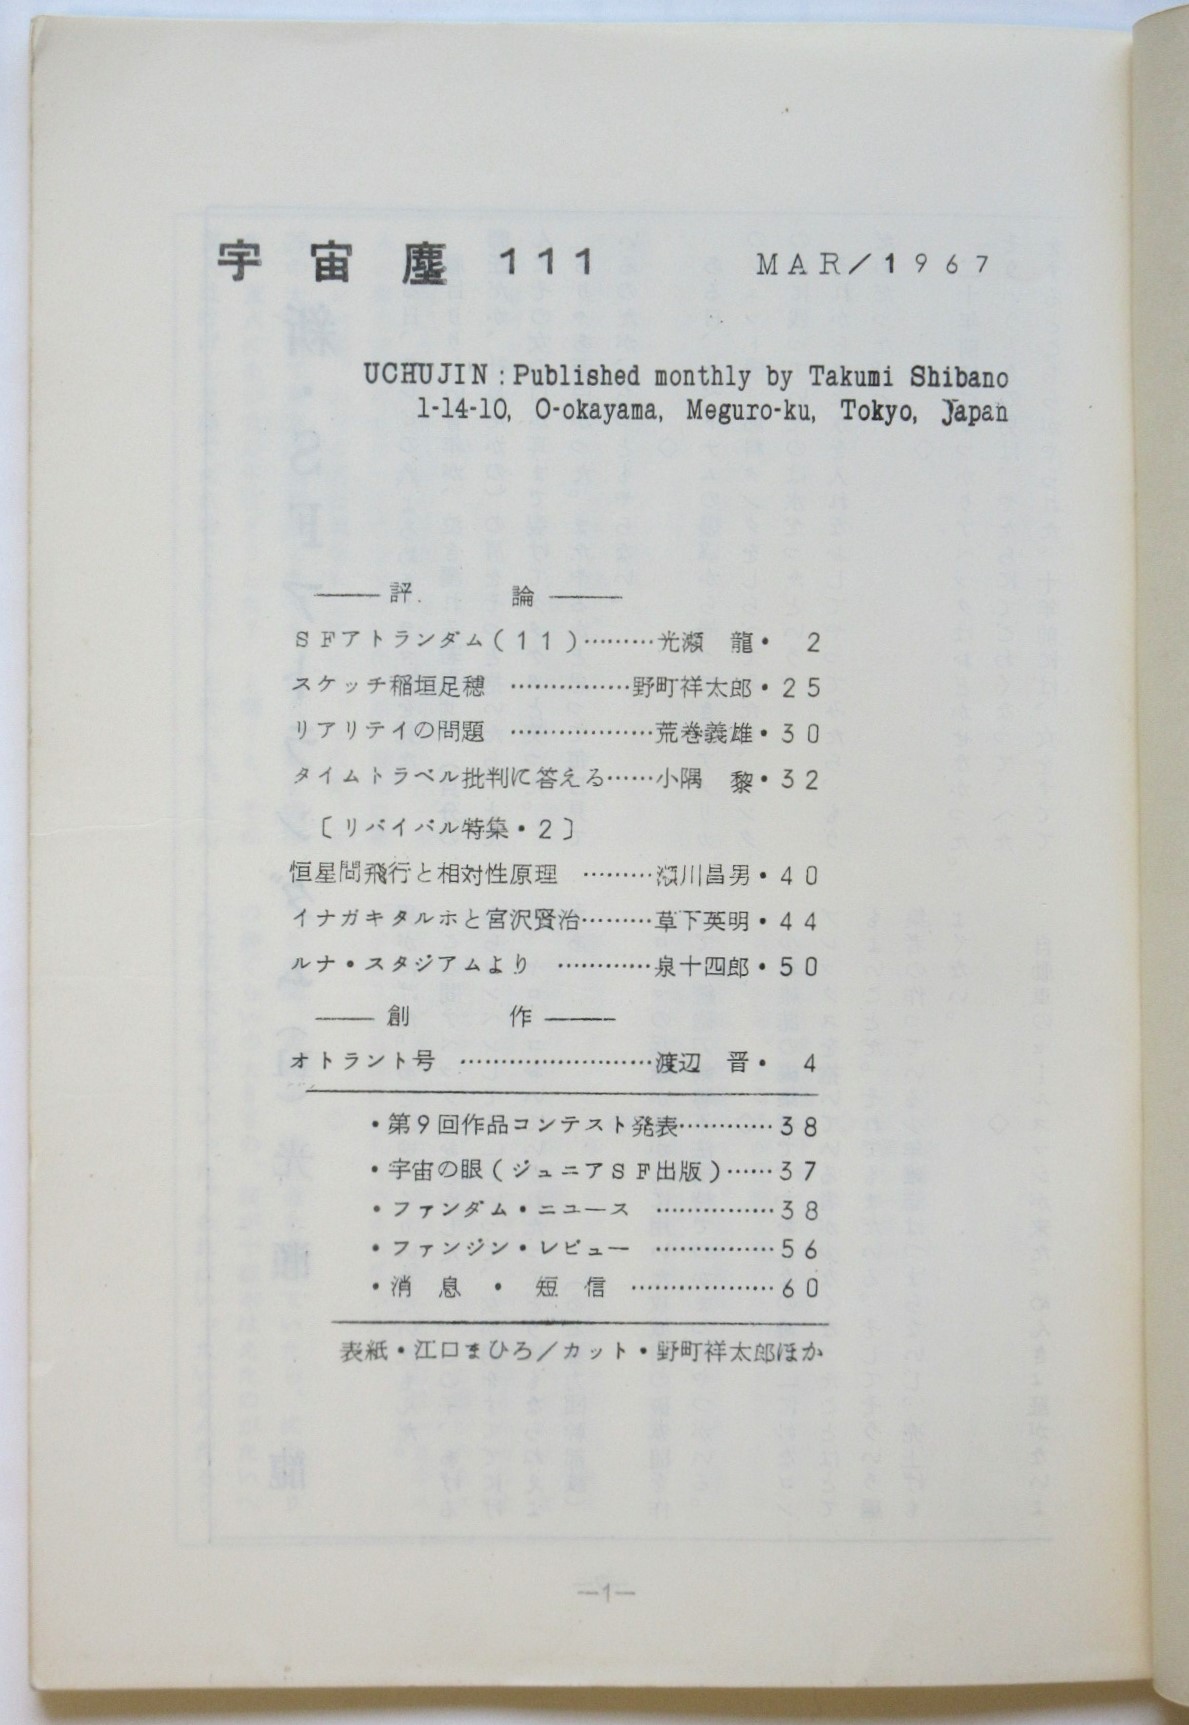 宇宙塵 111 MAR/1967
UCHUJIN : Published monthly by Takumi Shibano
1-14-10, O-okayama, Meguro-ku, Tokyo, Japan
——評　　論——
SFアトランダム(11)………光瀬 龍・ 2
スケッチ稲垣足穂 ……………野町祥太郎・25
リアリテイの問題 ………………荒巻義雄・30
タイムトラベル批判に答える……小隅 黎・32
〔リバイバル特集・2〕
恒星間飛行と相対性原理 ………瀬川昌男・40
イナガキタルホと宮沢賢治………草下英明・44
ルナ・スタジアムより …………泉十四郎・50
——創　　作——
オトラント号 ……………………渡辺 晋・ 4
・第9回作品コンテスト発表…………38
・宇宙の眼(ジュニアSF出版)……37
・ファンダム・ニュース ……………38
・ファンジン・レビュー ……………56
・消息・短信 ………………60
表紙・江口まひろ/カット・野町祥太郎ほか
—1—